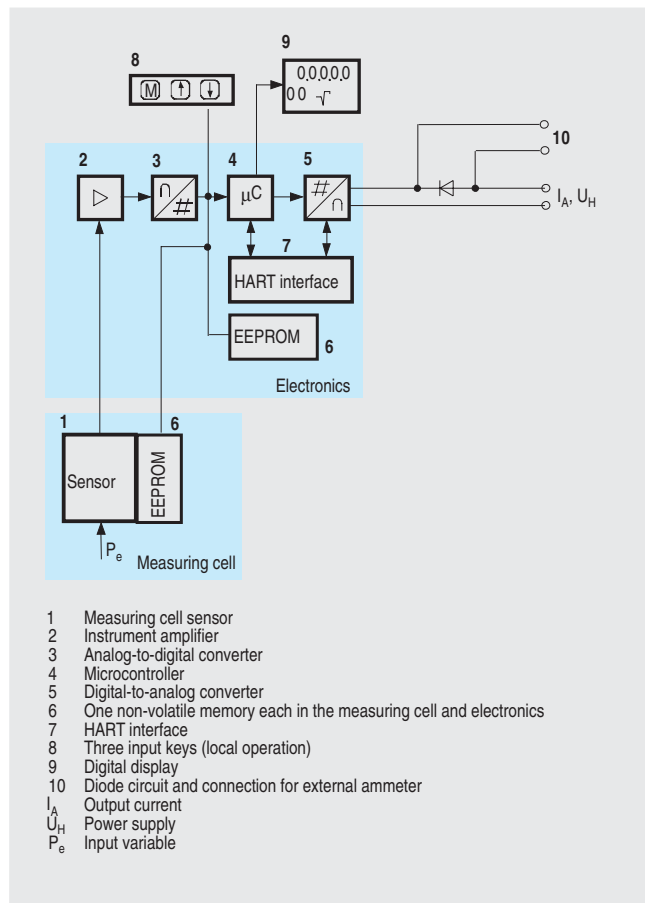 9
8
0.0.0.0.0
0 0 √
M ↑ ↓
10
2 3 4 5
∩ / # µC # / ∩
I_A, U_H
7
HART interface
EEPROM 6
Electronics
1 6
Sensor EEPROM
P_e
Measuring cell
1 Measuring cell sensor
2 Instrument amplifier
3 Analog-to-digital converter
4 Microcontroller
5 Digital-to-analog converter
6 One non-volatile memory each in the measuring cell and electronics
7 HART interface
8 Three input keys (local operation)
9 Digital display
10 Diode circuit and connection for external ammeter
I_A Output current
U_H Power supply
P_e Input variable